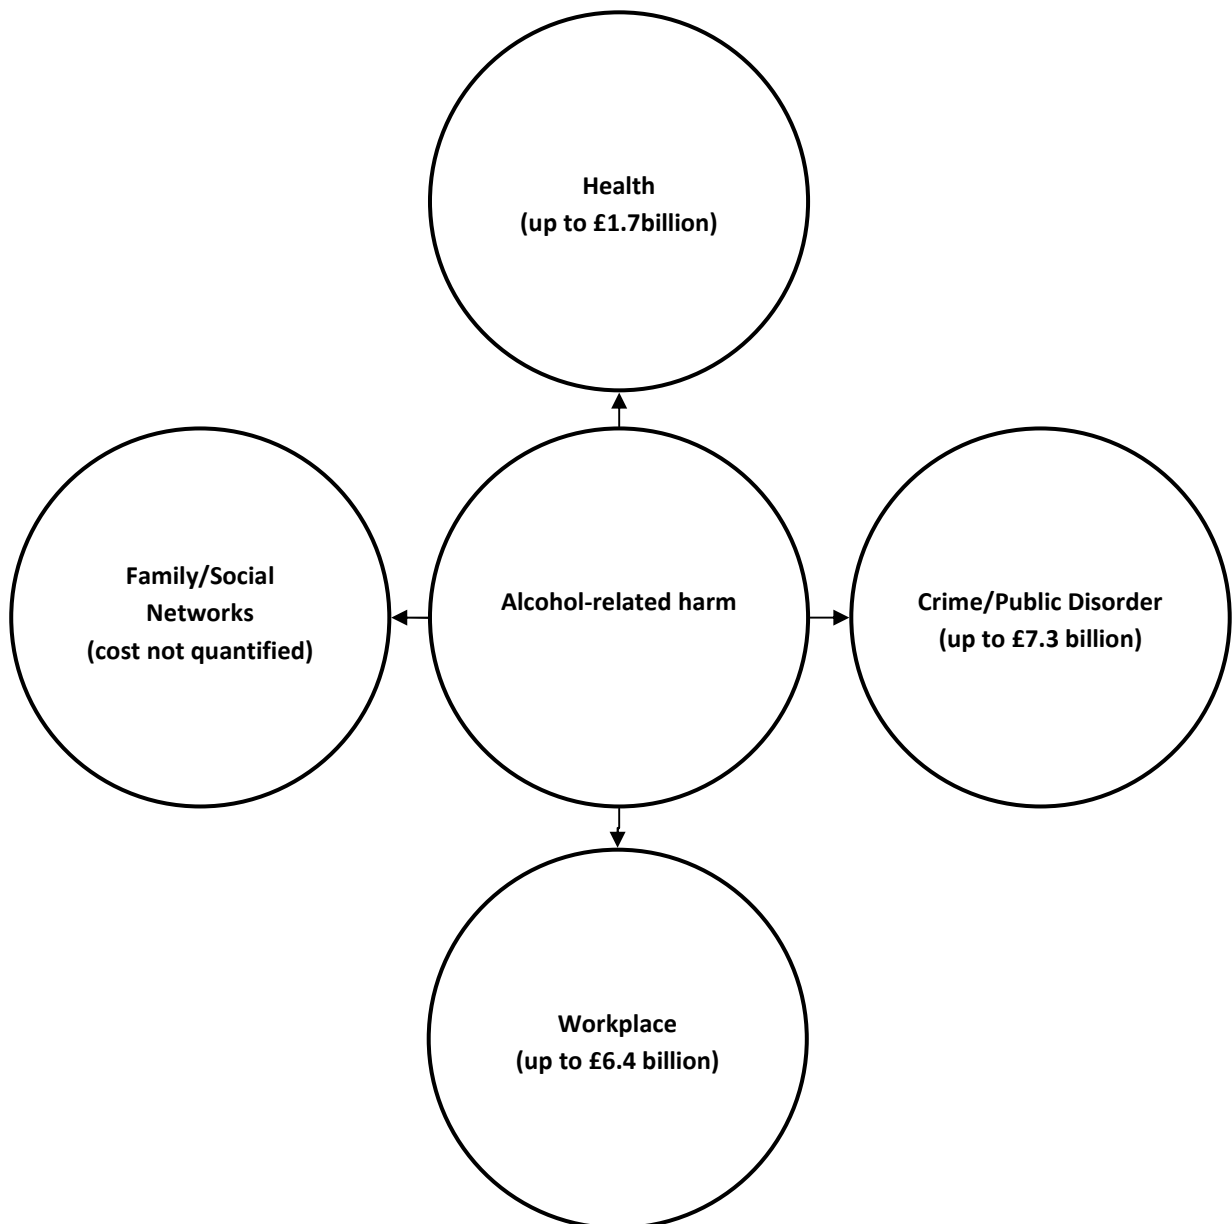 Health
(up to £1.7billion)
Family/Social
Networks
(cost not quantified)
Alcohol-related harm
Crime/Public Disorder
(up to £7.3 billion)
Workplace
(up to £6.4 billion)